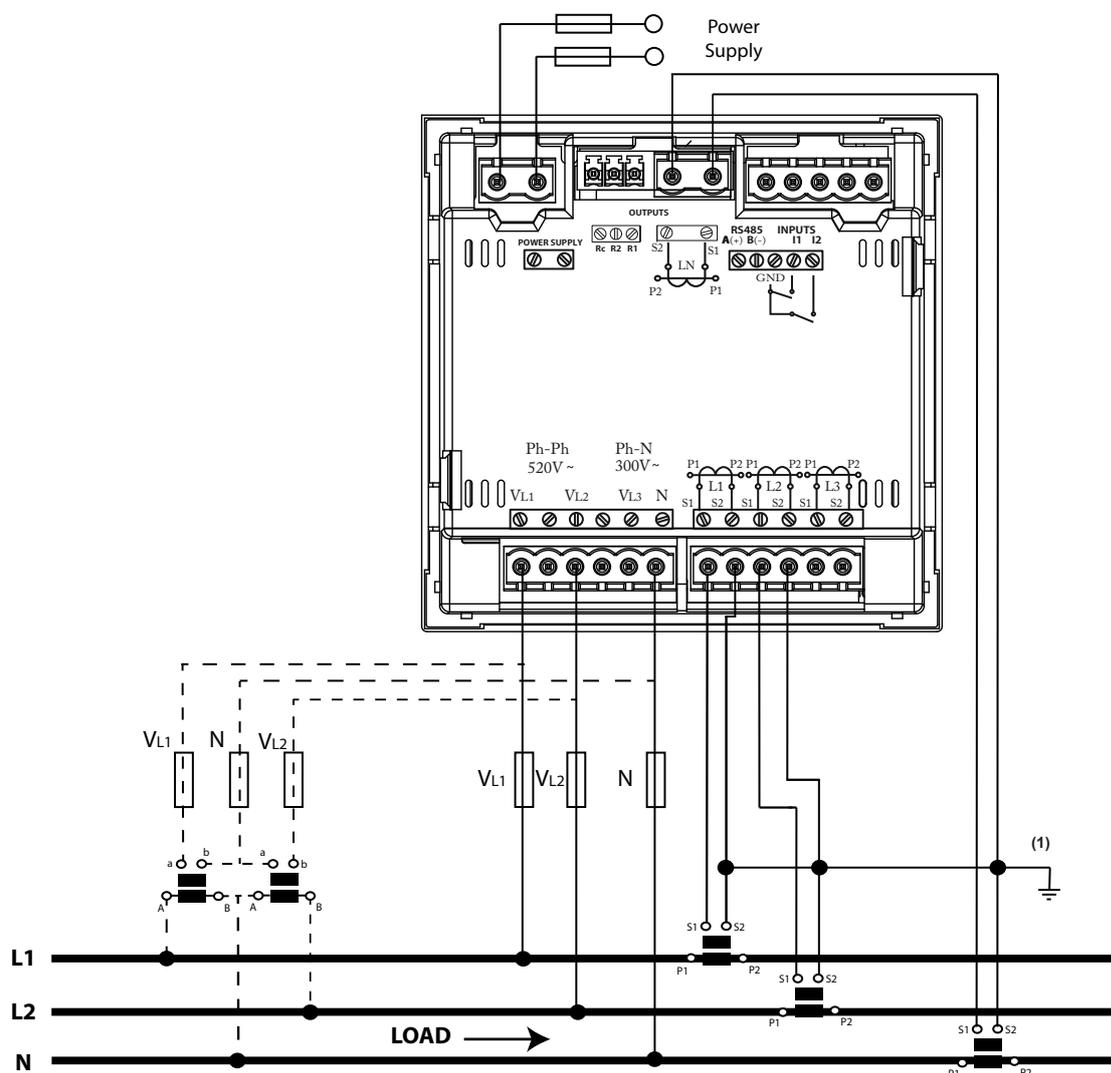 Power
Supply
OUTPUTS
Rc R2 R1
S2 S1
RS485 INPUTS
A(+) B(-) I1 I2
POWER SUPPLY
LN
GND
P2 P1
Ph-Ph Ph-N
520V ~ 300V ~
P1 P2 P1 P2 P1 P2
L1 L2 L3
VL1 VL2 VL3 N
S1 S2 S1 S2 S1 S2
VL1 N VL2
VL1 VL2 N
(1)
a b a b
A B A B
S1 S2
L1
P1 P2
S1 S2
L2
P1 P2
LOAD
S1 S2
N
P1 P2